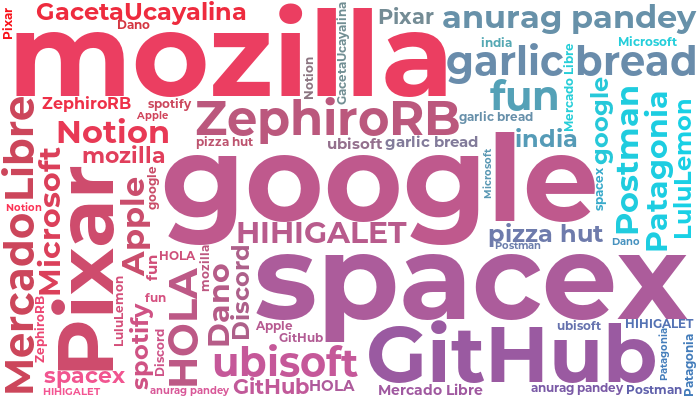 Pixar
GacetaUcayalina
Dano
mozilla
Notion
GacetaUcayalina
Pixar
anurag pandey
india
Microsoft
garlic bread
Mercado Libre
fun
ZephiroRB
spotify
Apple
ZephiroRB
garlic bread
Notion
mozilla
pizza hut
ubisoft
garlic bread
india
google
Postman
Patagonia
LuluLemon
Mercado Libre
Microsoft
Notion
Pixar
Apple
google
google
Microsoft
spacex
HIHIGALET
pizza hut
Postman
Dano
HOLA
fun
mozilla
Dano
Discord
spacex
ZephiroRB
LuluLemon
fun
spotify
Discord
HOLA
Apple
GitHub
GitHub
ubisoft
HIHIGALET
Patagonia
Patagonia
ubisoft
spacex
HIHIGALET
anurag pandey
GitHub
HOLA
Mercado Libre
anurag pandey
Postman